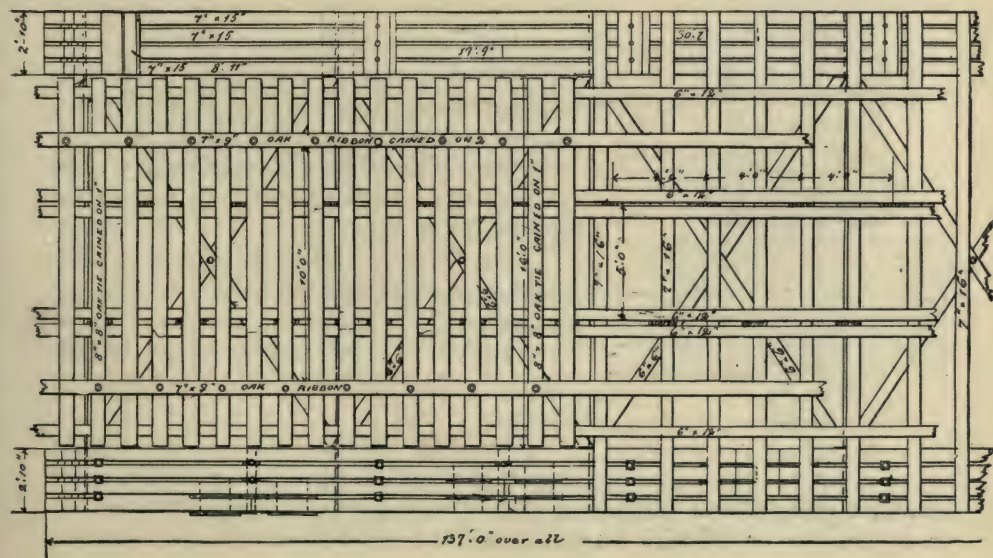 2'-10"
7" x 15"
7" x 15
7" x 15 8'-11"
17'-9"
6" x 12"
7" x 9" OAK RIBBON GAINED ON 2
4'-0"
4'-0"
6" x 12"
8" x 8" OAK TIE GAINED ON 1"
10'-0"
16'-0"
8" x 8" OAK TIE GAINED ON 1"
7" x 16"
5'-0"
7" x 16"
7" x 16"
6" x 12"
6" x 12"
6" x 6"
6" x 6"
7" x 9" OAK RIBBON
6" x 12"
2'-10"
137'-0" over all